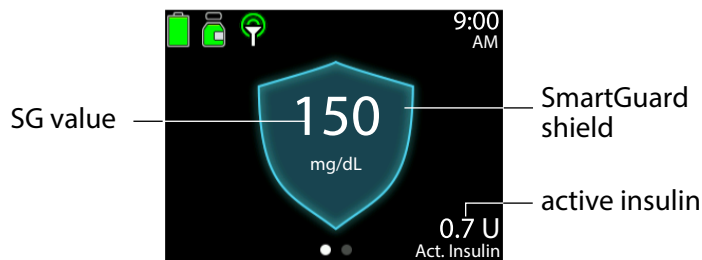 9:00
AM
SG value
150
mg/dL
SmartGuard
shield
active insulin
0.7 U
Act. Insulin